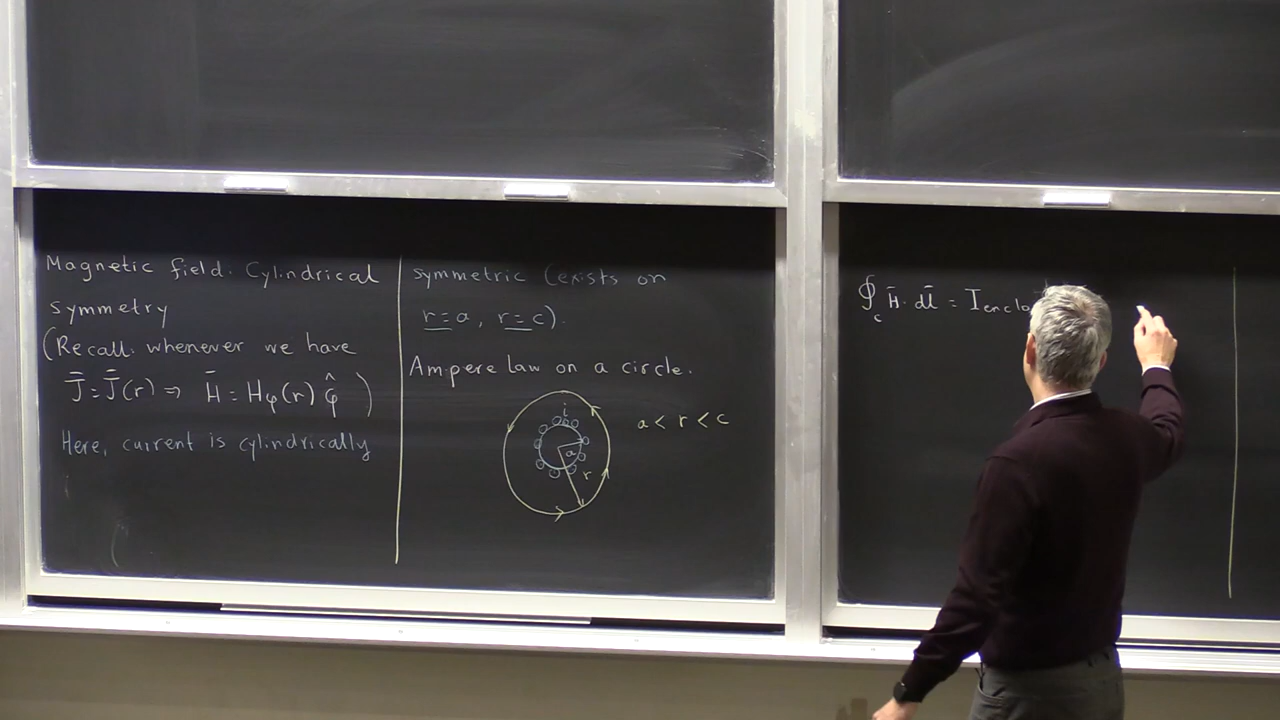 Magnetic field: Cylindrical
symmetry
(Recall: whenever we have
J̄ = J̄(r) ⇒ H̄ = Hφ(r) φ̂ )
Here, current is cylindrically
symmetric (exists on
r = a, r = c).
Ampere law on a circle.
i
a
r
a < r < c
∮c H̄ · dl̄ =